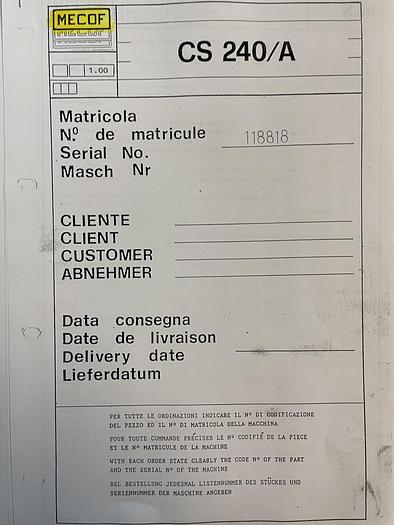 MECOF
MECOF
CS 240/A
1.00
Matricola
Nº de matricule 118818
Serial No.
Masch Nr
CLIENTE
CLIENT
CUSTOMER
ABNEHMER
Data consegna
Date de livraison
Delivery date
Lieferdatum
PER TUTTE LE ORDINAZIONI INDICARE IL Nº DI CODIFICAZIONE
DEL PEZZO ED IL Nº DI MATRICOLA DELLA MACCHINA
POUR TOUTE COMMANDE PRÉCISER LE Nº CODIFIÉ DE LA PIECE
ET LE Nº MATRICULE DE LA MACHINE
WITH EACH ORDER STATE CLEARLY THE CODE Nº OF THE PART
AND THE SERIAL Nº OF THE MACHINE
BEI BESTELLUNG JEDESMAL LISTENNUMMER DES STÜCKES UND
SERIENNUMMER DER MASCHINE ANGEBEN